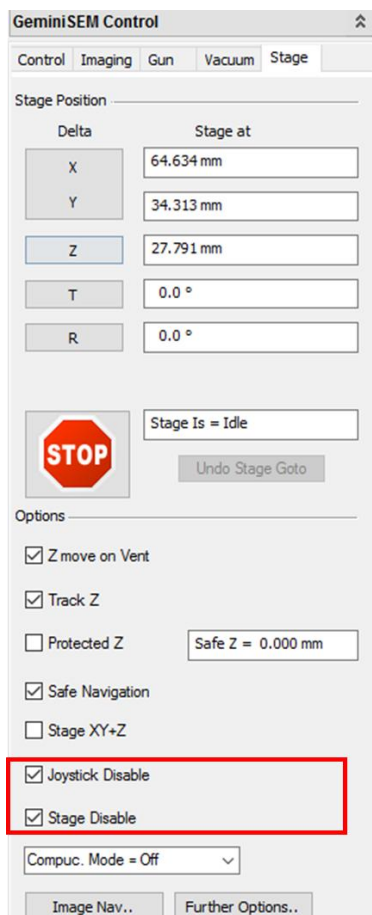 GeminiSEM Control
Control Imaging Gun Vacuum Stage
Stage Position
Delta Stage at
X 64.634 mm
Y 34.313 mm
Z 27.791 mm
T 0.0 °
R 0.0 °
STOP
Stage Is = Idle
Undo Stage Goto
Options
Z move on Vent
Track Z
Protected Z Safe Z = 0.000 mm
Safe Navigation
Stage XY+Z
Joystick Disable
Stage Disable
Compuc. Mode = Off
Image Nav.. Further Options..